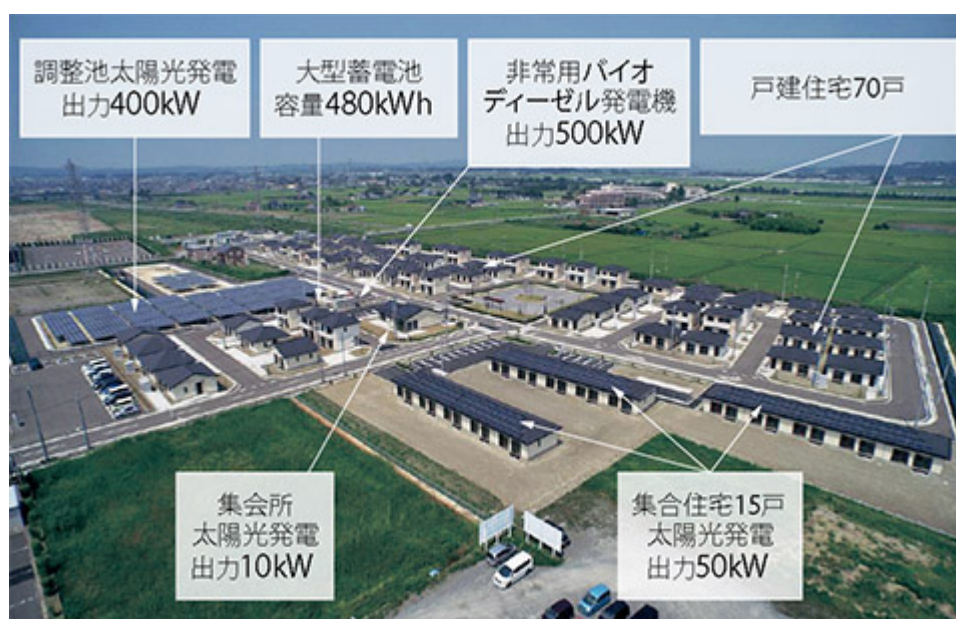 調整池太陽光発電
出力400kW
大型蓄電池
容量480kWh
非常用バイオ
ディーゼル発電機
出力500kW
戸建住宅70戸
集会所
太陽光発電
出力10kW
集合住宅15戸
太陽光発電
出力50kW